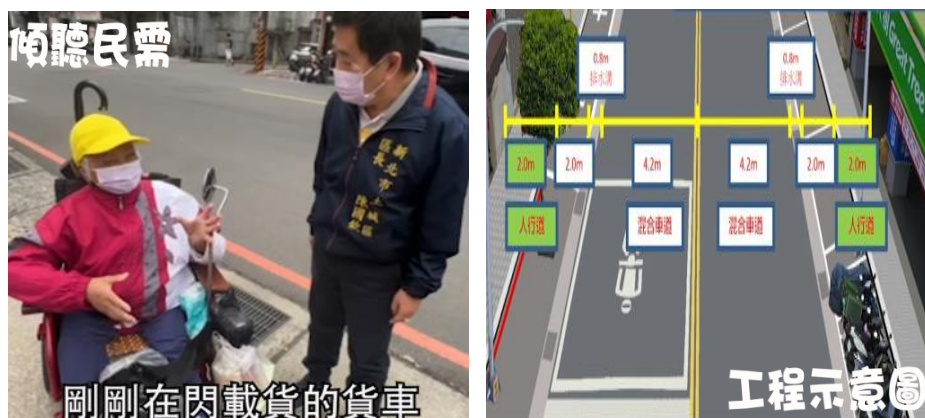 傾聽民需
新北市土城區
區長
剛剛在閃載貨的貨車
0.8m
排水溝
0.8m
排水溝
2.0m
2.0m
4.2m
4.2m
2.0m
2.0m
人行道
混合車道
混合車道
人行道
Great Tree
工程示意圖